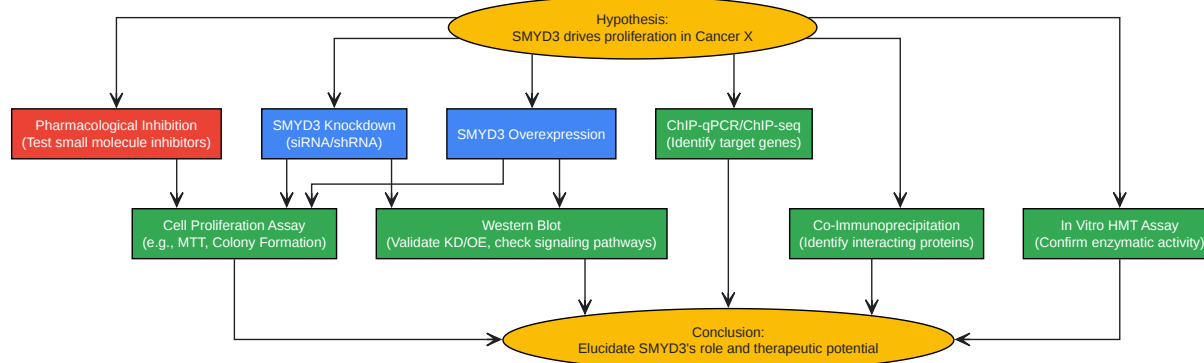 Hypothesis:
SMYD3 drives proliferation in Cancer X
Pharmacological Inhibition
(Test small molecule inhibitors)
SMYD3 Knockdown
(siRNA/shRNA)
SMYD3 Overexpression
ChIP-qPCR/ChIP-seq
(Identify target genes)
Cell Proliferation Assay
(e.g., MTT, Colony Formation)
Western Blot
(Validate KD/OE, check signaling pathways)
Co-Immunoprecipitation
(Identify interacting proteins)
In Vitro HMT Assay
(Confirm enzymatic activity)
Conclusion:
Elucidate SMYD3's role and therapeutic potential